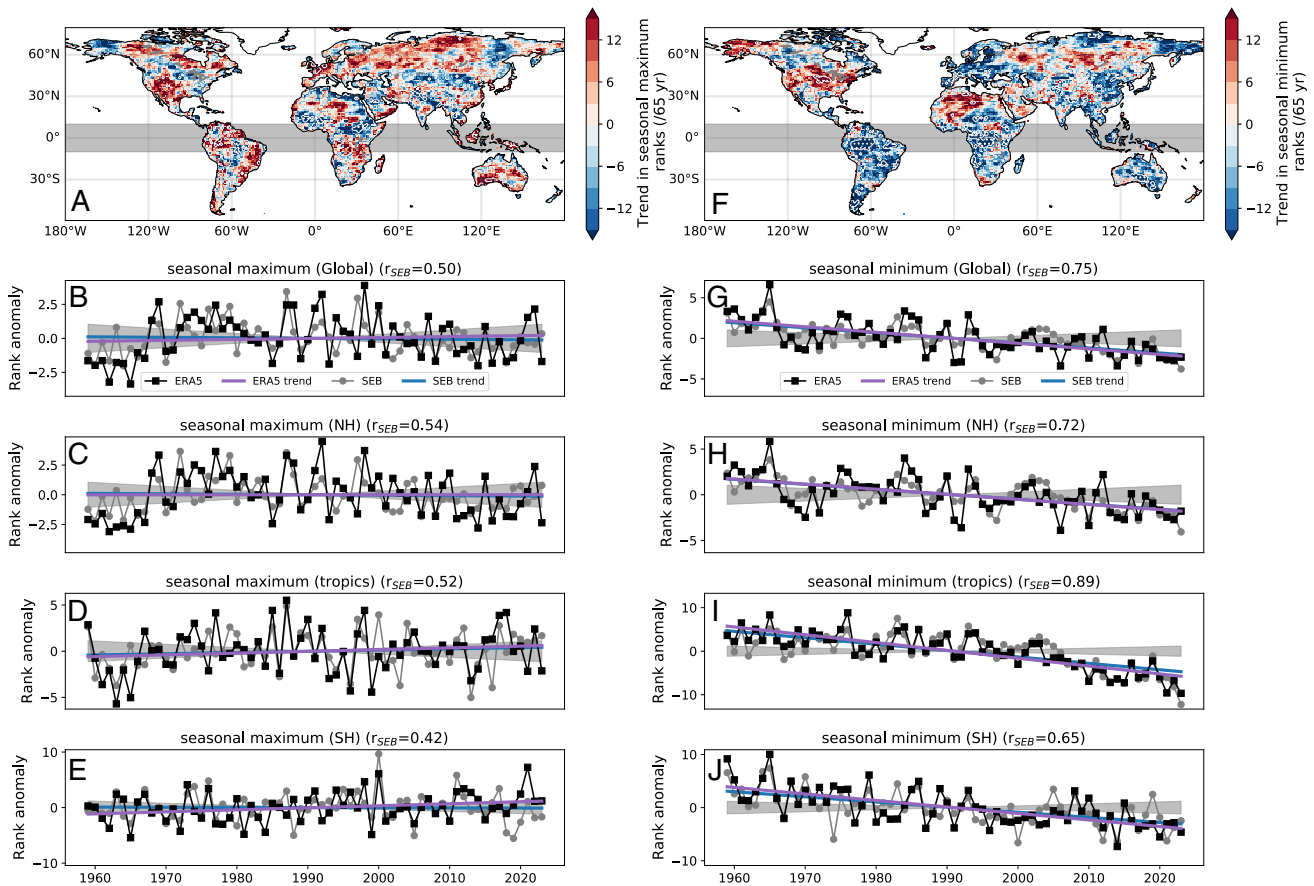 60°N
30°N
0°
30°S
A
180°W
120°W
60°W
0°
60°E
120°E
12
6
0
−6
−12
Trend in seasonal maximum
ranks (/65 yr)
60°N
30°N
0°
30°S
F
180°W
120°W
60°W
0°
60°E
120°E
12
6
0
−6
−12
Trend in seasonal minimum
ranks (/65 yr)
seasonal maximum (Global) (rSEB=0.50)
B
Rank anomaly
2.5
0.0
−2.5
ERA5
ERA5 trend
SEB
SEB trend
seasonal minimum (Global) (rSEB=0.75)
G
Rank anomaly
5
0
−5
ERA5
ERA5 trend
SEB
SEB trend
seasonal maximum (NH) (rSEB=0.54)
C
Rank anomaly
2.5
0.0
−2.5
seasonal minimum (NH) (rSEB=0.72)
H
Rank anomaly
5
0
−5
seasonal maximum (tropics) (rSEB=0.52)
D
Rank anomaly
5
0
−5
seasonal minimum (tropics) (rSEB=0.89)
I
Rank anomaly
10
0
−10
seasonal maximum (SH) (rSEB=0.42)
E
Rank anomaly
10
0
−10
1960
1970
1980
1990
2000
2010
2020
seasonal minimum (SH) (rSEB=0.65)
J
Rank anomaly
10
0
−10
1960
1970
1980
1990
2000
2010
2020